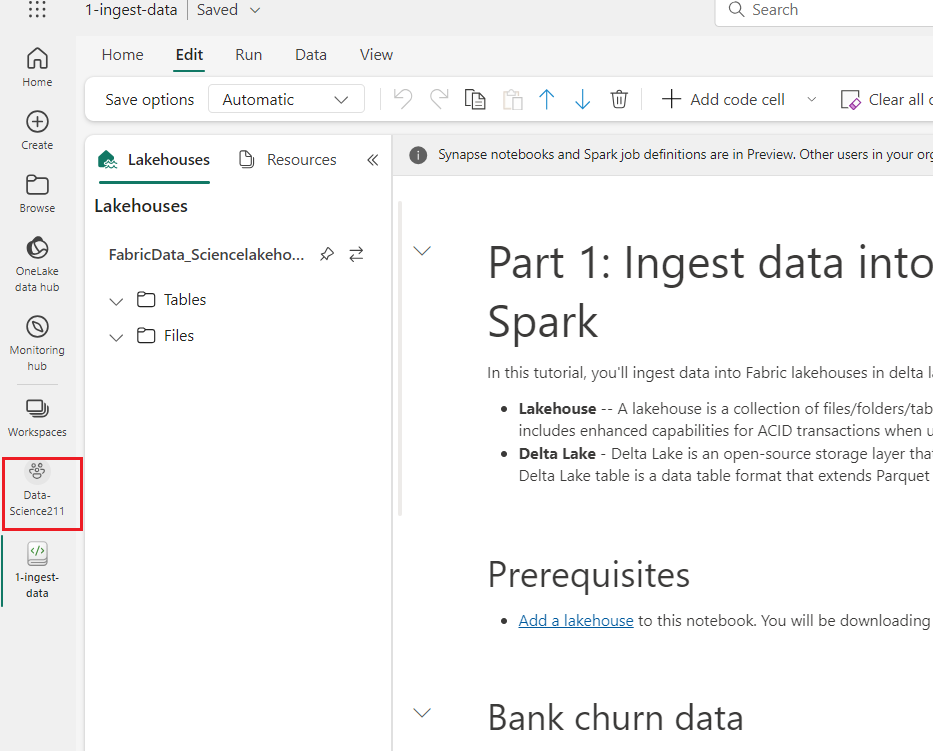 1-ingest-data
Saved
Search
Home
Edit
Run
Data
View
Save options
Automatic
Add code cell
Clear all
Home
Create
Browse
OneLake
data hub
Monitoring
hub
Workspaces
Data-
Science211
1-ingest-
data
Lakehouses
Resources
Lakehouses
FabricData_Sciencelakeho...
Tables
Files
Synapse notebooks and Spark job definitions are in Preview. Other users in your
Part 1: Ingest data into
Spark
In this tutorial, you'll ingest data into Fabric lakehouses in delta
• Lakehouse -- A lakehouse is a collection of files/folders/tab
includes enhanced capabilities for ACID transactions when
• Delta Lake - Delta Lake is an open-source storage layer tha
Delta Lake table is a data table format that extends Parquet
Prerequisites
• Add a lakehouse to this notebook. You will be downloading
Bank churn data